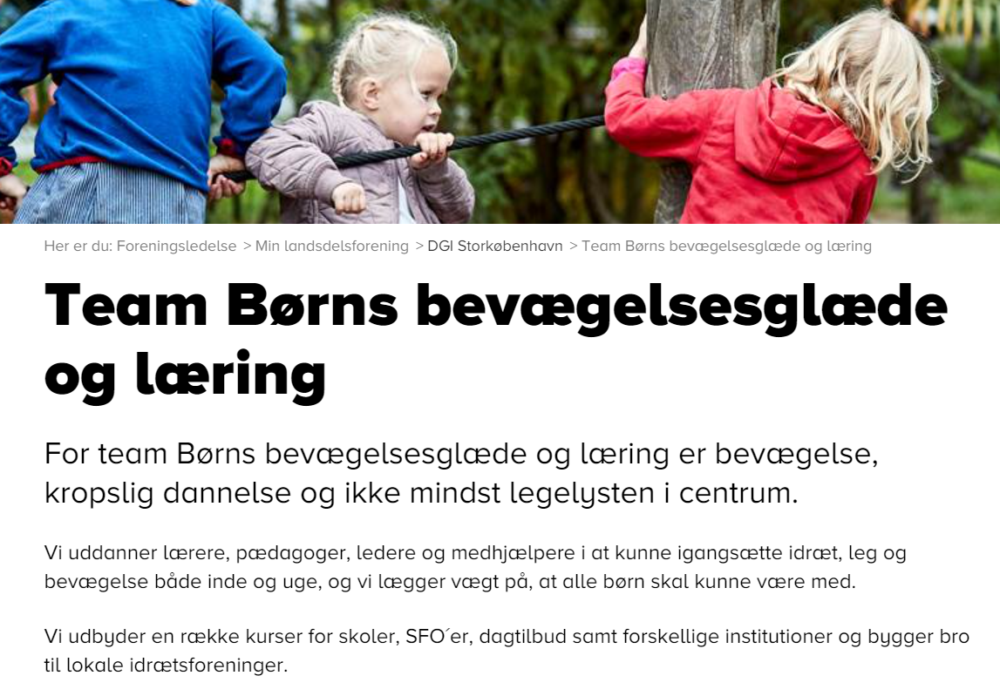 Her er du: Foreningsledelse > Min landsdelsforening > DGI Storkøbenhavn > Team Børns bevægelsesglæde og læring
Team Børns bevægelsesglæde
og læring
For team Børns bevægelsesglæde og læring er bevægelse,
kropslig dannelse og ikke mindst legelysten i centrum.
Vi uddanner lærere, pædagoger, ledere og medhjælpere i at kunne igangsætte idræt, leg og
bevægelse både inde og uge, og vi lægger vægt på, at alle børn skal kunne være med.
Vi udbyder en række kurser for skoler, SFO´er, dagtilbud samt forskellige institutioner og bygger bro
til lokale idrætsforeninger.